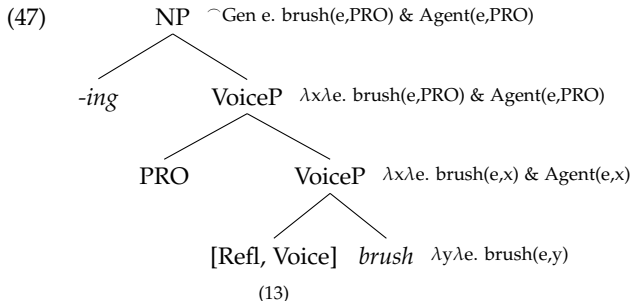 (47) NP ⌒Gen e. brush(e,PRO) & Agent(e,PRO)
-ing VoiceP λxλe. brush(e,PRO) & Agent(e,PRO)
PRO VoiceP λxλe. brush(e,x) & Agent(e,x)
[Refl, Voice] brush λyλe. brush(e,y)
(13)